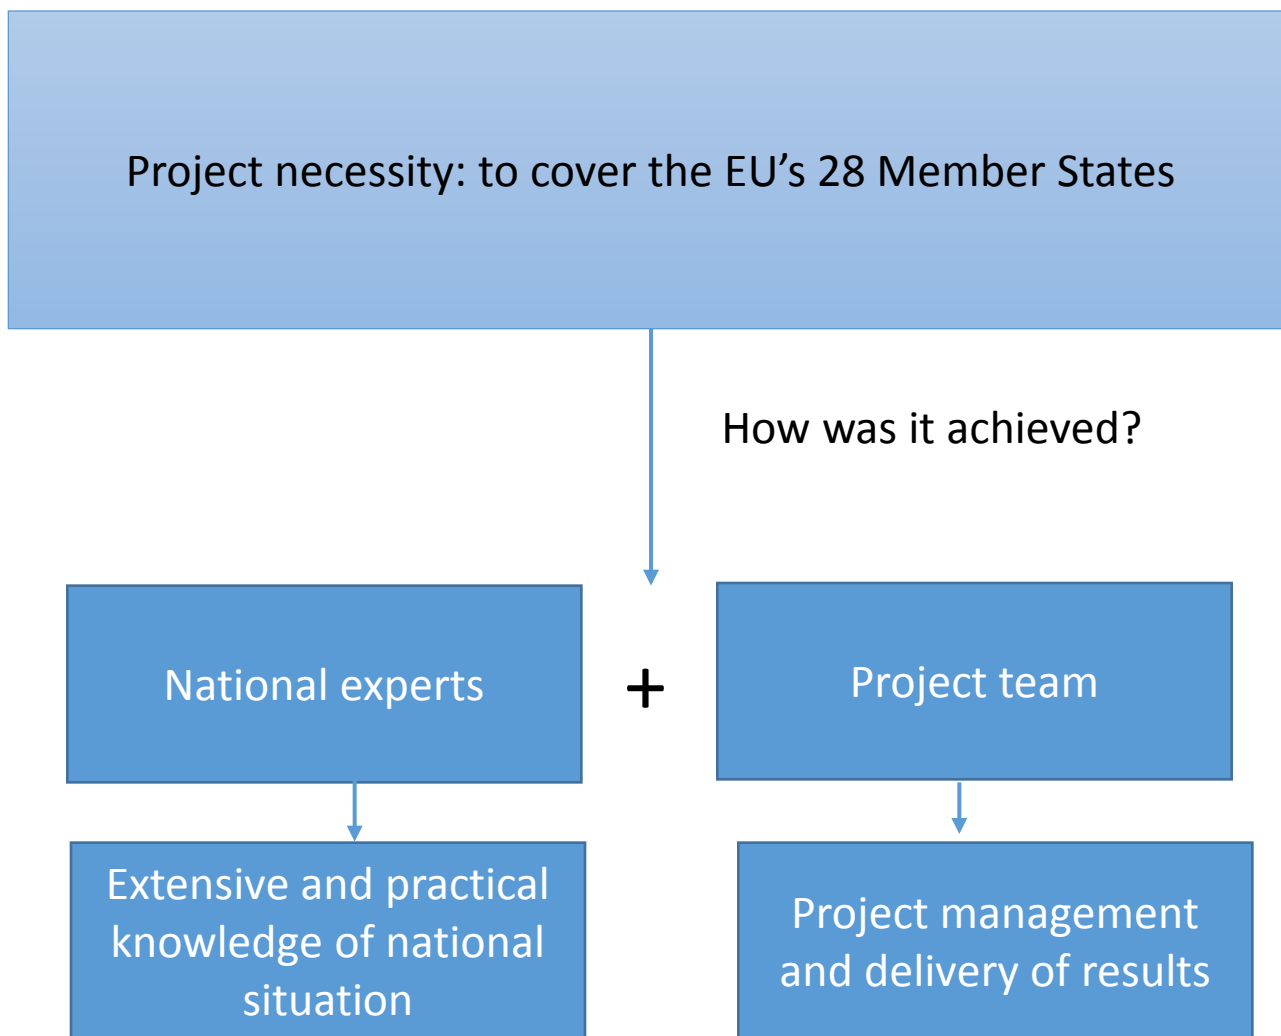 Project necessity: to cover the EU’s 28 Member States
How was it achieved?
National experts
+
Project team
Extensive and practical
knowledge of national
situation
Project management
and delivery of results